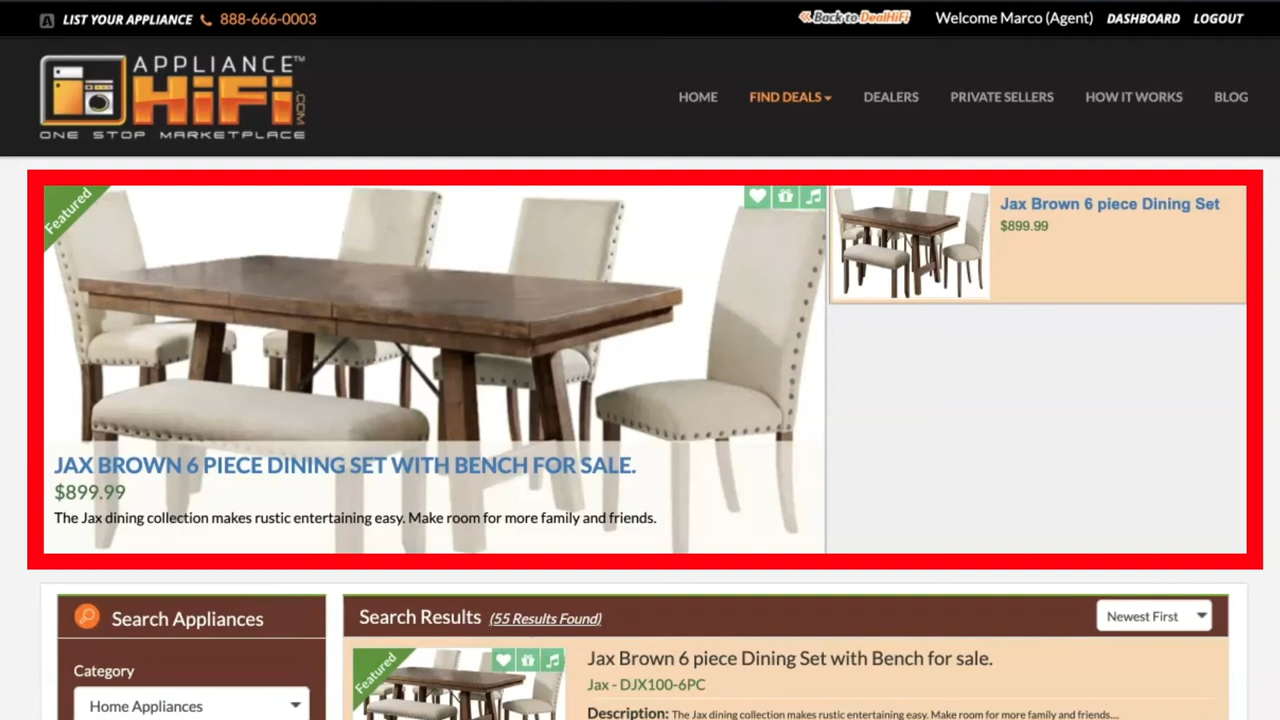 LIST YOUR APPLIANCE 888-666-0003
Back to DealHiFi Welcome Marco (Agent) DASHBOARD LOGOUT
APPLIANCE™
HiFi.COM
ONE STOP MARKETPLACE
HOME FIND DEALS DEALERS PRIVATE SELLERS HOW IT WORKS BLOG
Featured
JAX BROWN 6 PIECE DINING SET WITH BENCH FOR SALE.
$899.99
The Jax dining collection makes rustic entertaining easy. Make room for more family and friends.
Jax Brown 6 piece Dining Set
$899.99
Search Appliances
Category
Home Appliances
Search Results (55 Results Found)
Newest First
Featured
Jax Brown 6 piece Dining Set with Bench for sale.
Jax - DJX100-6PC
Description: The Jax dining collection makes rustic entertaining easy. Make room for more family and friends....